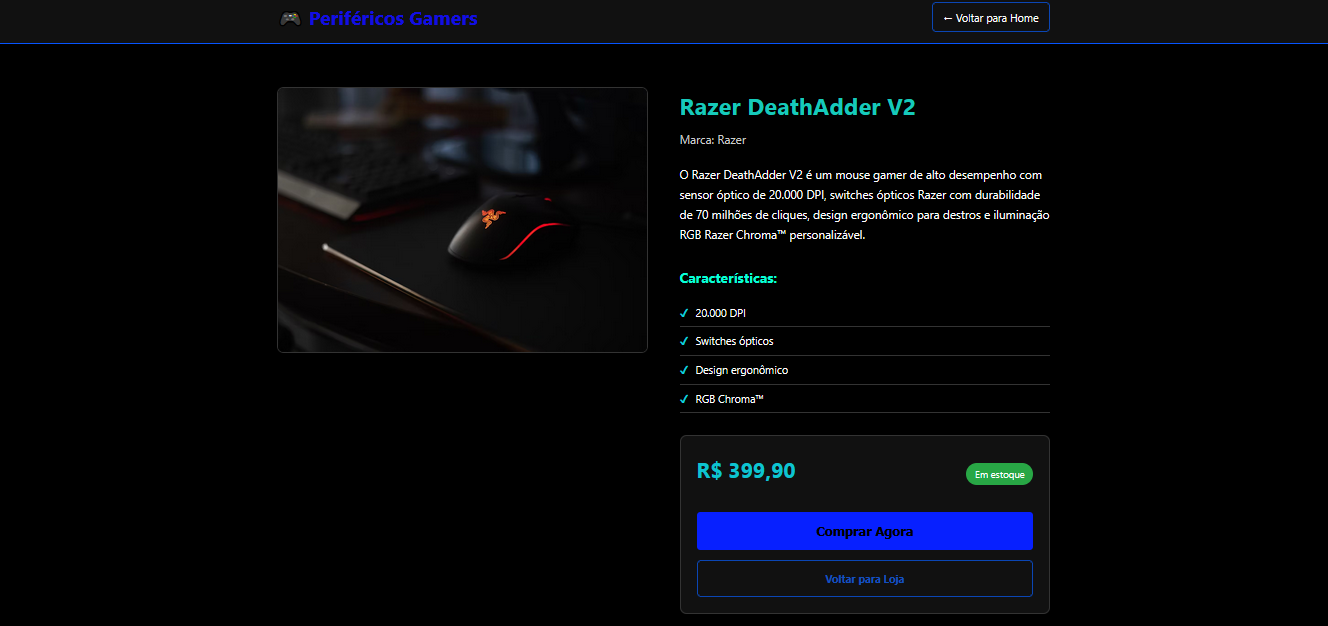 🎮 Periféricos Gamers
← Voltar para Home
Razer DeathAdder V2
Marca: Razer
O Razer DeathAdder V2 é um mouse gamer de alto desempenho com
sensor óptico de 20.000 DPI, switches ópticos Razer com durabilidade
de 70 milhões de cliques, design ergonômico para destros e iluminação
RGB Razer Chroma™ personalizável.
Características:
✓ 20.000 DPI
✓ Switches ópticos
✓ Design ergonômico
✓ RGB Chroma™
R$ 399,90
Em estoque
Comprar Agora
Voltar para Loja